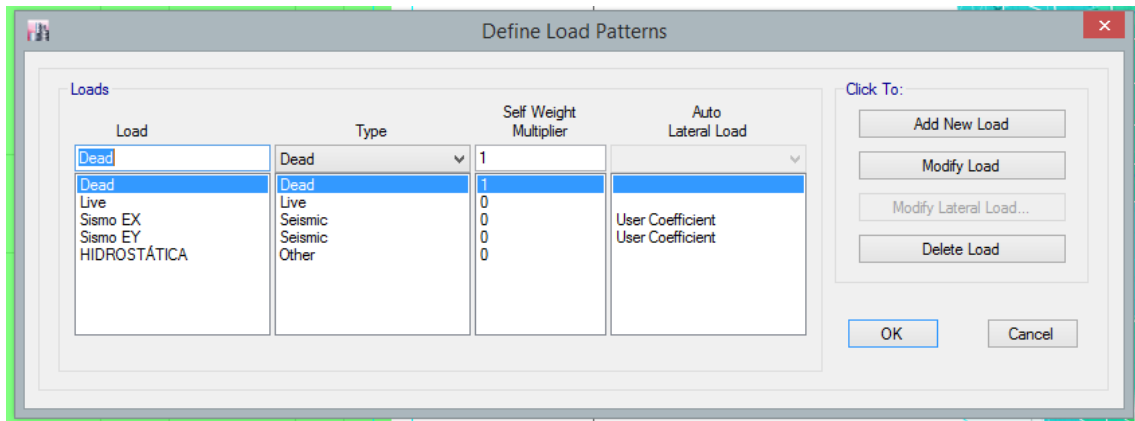 Define Load Patterns
Loads
Click To:
Load Type Self Weight Multiplier Auto Lateral Load
Dead Dead 1
Dead Dead 1
Live Live 0
Sismo EX Seismic 0 User Coefficient
Sismo EY Seismic 0 User Coefficient
HIDROSTÁTICA Other 0
Add New Load
Modify Load
Modify Lateral Load...
Delete Load
OK
Cancel